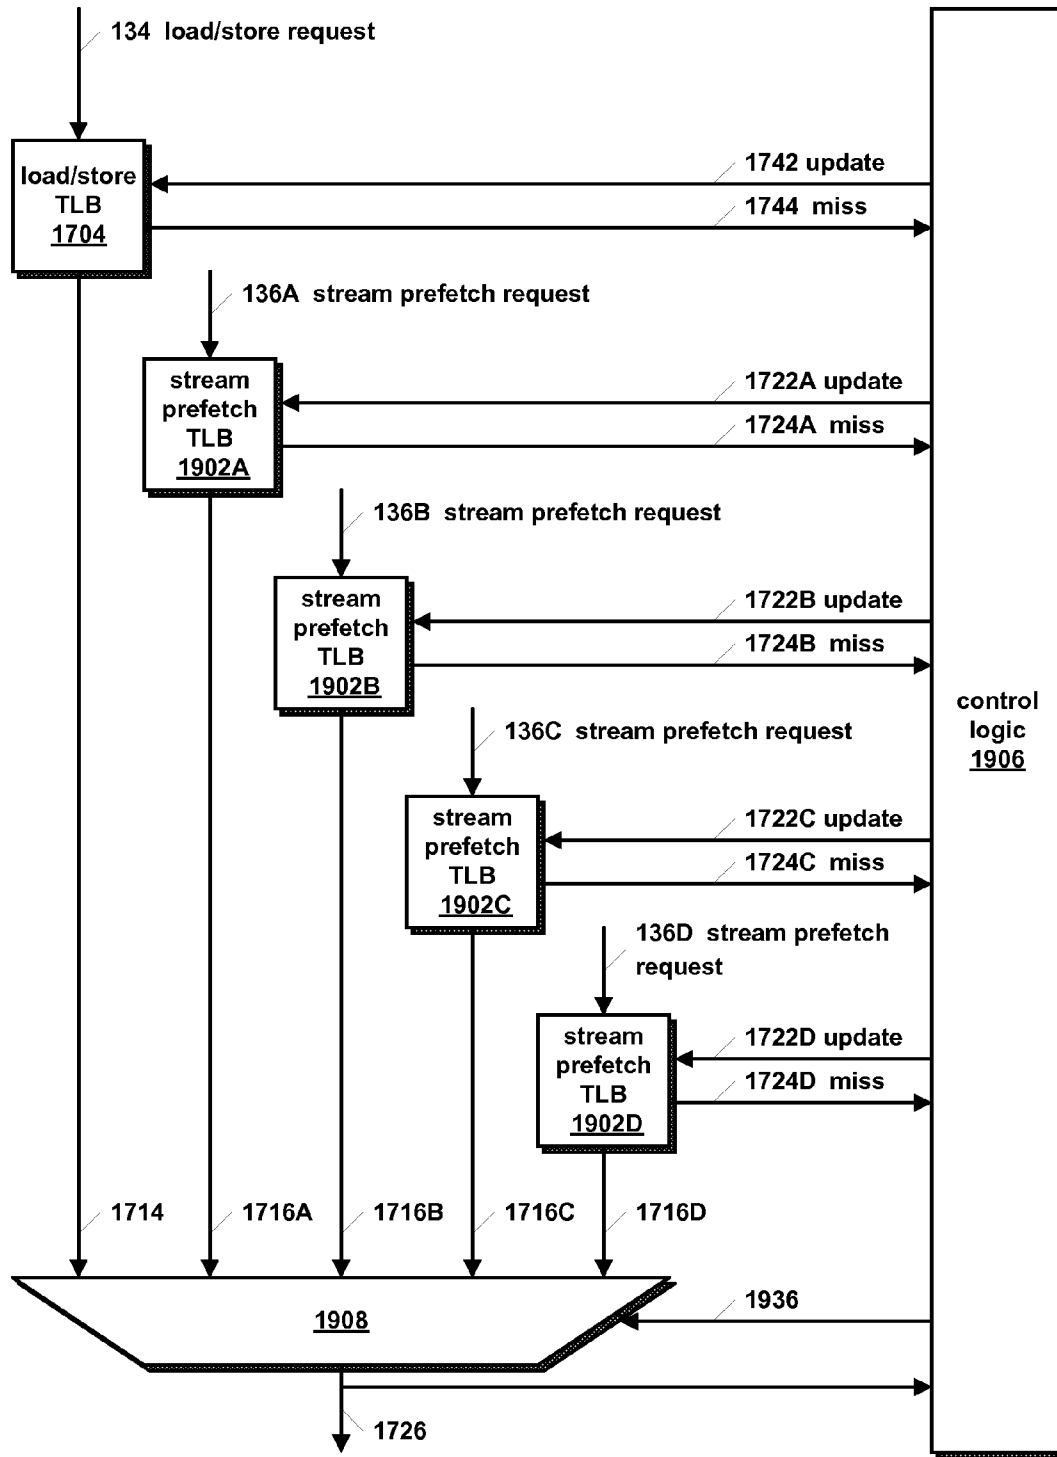 134 load/store request
load/store
TLB
1704
1742 update
1744 miss
136A stream prefetch request
stream
prefetch
TLB
1902A
1722A update
1724A miss
136B stream prefetch request
stream
prefetch
TLB
1902B
1722B update
1724B miss
control
logic
1906
136C stream prefetch request
stream
prefetch
TLB
1902C
1722C update
1724C miss
136D stream prefetch
request
stream
prefetch
TLB
1902D
1722D update
1724D miss
1714
1716A
1716B
1716C
1716D
1908
1936
1726